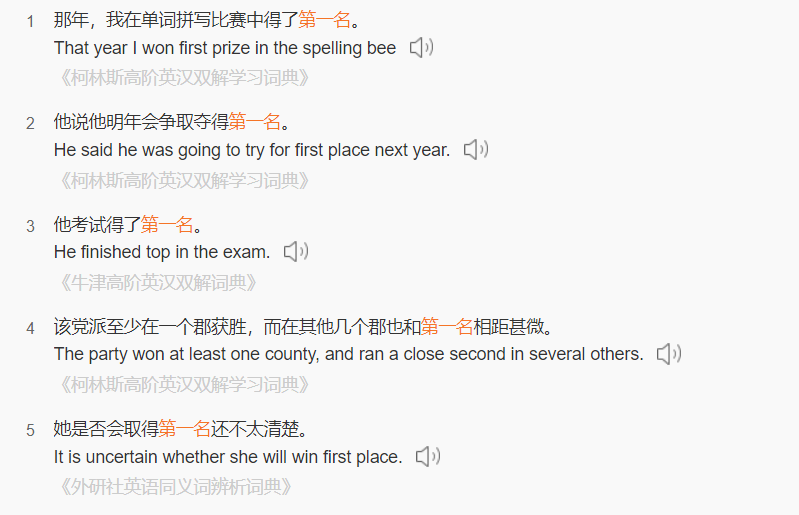 1 那年，我在单词拼写比赛中得了第一名。
That year I won first prize in the spelling bee
《柯林斯高阶英汉双解学习词典》
2 他说他明年会争取夺得第一名。
He said he was going to try for first place next year.
《柯林斯高阶英汉双解学习词典》
3 他考试得了第一名。
He finished top in the exam.
《牛津高阶英汉双解词典》
4 该党派至少在一个郡获胜，而在其他几个郡也和第一名相距甚微。
The party won at least one county, and ran a close second in several others.
《柯林斯高阶英汉双解学习词典》
5 她是否会取得第一名还不太清楚。
It is uncertain whether she will win first place.
《外研社英语同义词辨析词典》